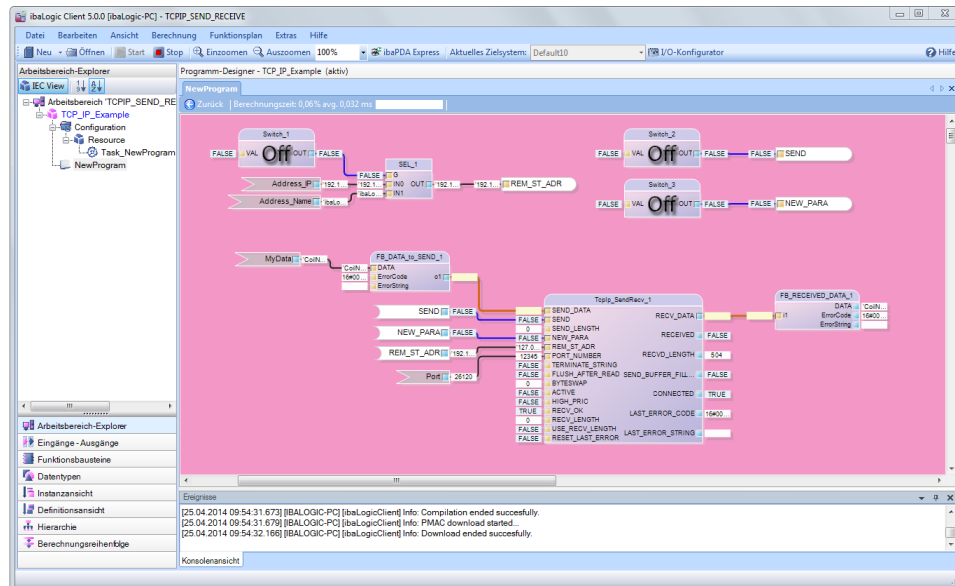 ibaLogic Client 5.0.0 [ibaLogic-PC] - TCPIP_SEND_RECEIVE
Datei Bearbeiten Ansicht Berechnung Funktionsplan Extras Hilfe
Neu Öffnen Start Stop Einzoomen Auszoomen 100% ibaPDA Express Aktuelles Zielsystem: Default10 I/O-Konfigurator Hilfe
Arbeitsbereich-Explorer
IEC View
Arbeitsbereich 'TCPIP_SEND_RE
TCP_IP_Example
Configuration
Resource
Task_NewProgram
NewProgram
Arbeitsbereich-Explorer
Eingänge - Ausgänge
Funktionsbausteine
Datentypen
Instanzansicht
Definitionsansicht
Hierarchie
Berechnungsreihenfolge
Programm-Designer - TCP_IP_Example (aktiv)
NewProgram
Zurück | Berechnungszeit: 0,06% avg. 0,032 ms
Switch_1
FALSE VAL Off OUT FALSE
SEL_1
FALSE G
Address_IP '192.1... '192.1... IN0 OUT '192.1... '192.1... REM_ST_ADR
Address_Name 'ibaLo... 'ibaLo... IN1
Switch_2
FALSE VAL Off OUT FALSE FALSE SEND
Switch_3
FALSE VAL Off OUT FALSE FALSE NEW_PARA
MyData 'CoilN...
FB_DATA_to_SEND_1
'CoilN... DATA
16#00... ErrorCode o1
ErrorString
SEND FALSE
NEW_PARA FALSE
REM_ST_ADR '192.1...
Port 26120
TcpIp_SendRecv_1
SEND_DATA
FALSE SEND
0 SEND_LENGTH
FALSE NEW_PARA
127.0... REM_ST_ADR
12345 PORT_NUMBER
FALSE TERMINATE_STRING
FALSE FLUSH_AFTER_READ
0 BYTESWAP
FALSE ACTIVE
FALSE HIGH_PRIC
TRUE RECV_OK
0 RECV_LENGTH
FALSE USE_RECV_LENGTH
FALSE RESET_LAST_ERROR
RECV_DATA
RECEIVED FALSE
RECVD_LENGTH 504
SEND_BUFFER_FILL... FALSE
CONNECTED TRUE
LAST_ERROR_CODE 16#00...
LAST_ERROR_STRING
FB_RECEIVED_DATA_1
DATA 'CoilN...
i1 ErrorCode 16#00...
ErrorString
Ereignisse
[25.04.2014 09:54:31.673] [IBALOGIC-PC] [ibaLogicClient] Info: Compilation ended succesfully.
[25.04.2014 09:54:31.679] [IBALOGIC-PC] [ibaLogicClient] Info: PMAC download started...
[25.04.2014 09:54:32.166] [IBALOGIC-PC] [ibaLogicClient] Info: Download ended succesfully.
Konsolenansicht